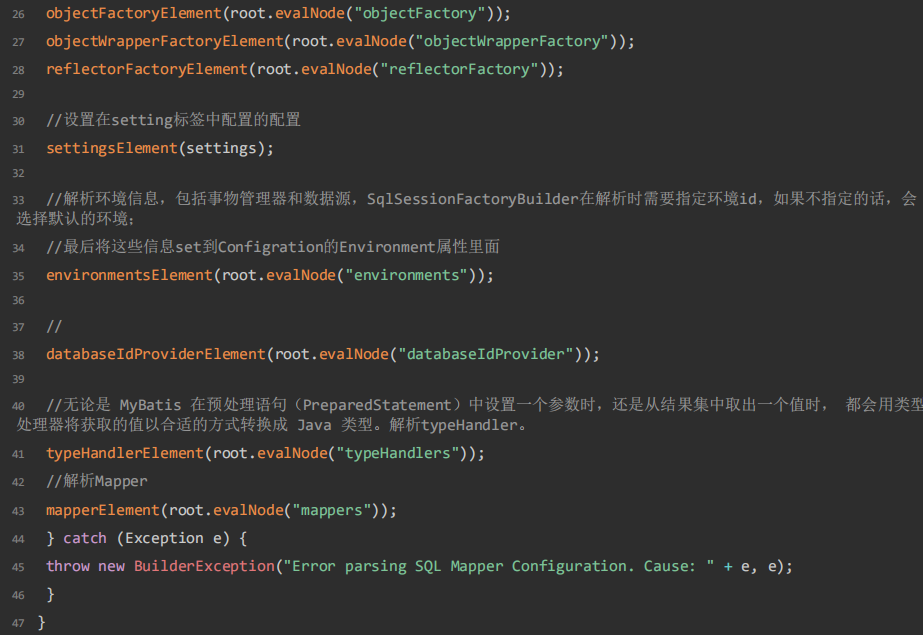 26 objectFactoryElement(root.evalNode("objectFactory"));
27 objectWrapperFactoryElement(root.evalNode("objectWrapperFactory"));
28 reflectorFactoryElement(root.evalNode("reflectorFactory"));
29
30 //设置在setting标签中配置的配置
31 settingsElement(settings);
32
33 //解析环境信息，包括事物管理器和数据源，SqlSessionFactoryBuilder在解析时需要指定环境id，如果不指定的话，会
选择默认的环境；
34 //最后将这些信息set到Configration的Environment属性里面
35 environmentsElement(root.evalNode("environments"));
36
37 //
38 databaseIdProviderElement(root.evalNode("databaseIdProvider"));
39
40 //无论是 MyBatis 在预处理语句（PreparedStatement）中设置一个参数时，还是从结果集中取出一个值时， 都会用类型
处理器将获取的值以合适的方式转换成 Java 类型。解析typeHandler。
41 typeHandlerElement(root.evalNode("typeHandlers"));
42 //解析Mapper
43 mapperElement(root.evalNode("mappers"));
44 } catch (Exception e) {
45 throw new BuilderException("Error parsing SQL Mapper Configuration. Cause: " + e, e);
46 }
47 }